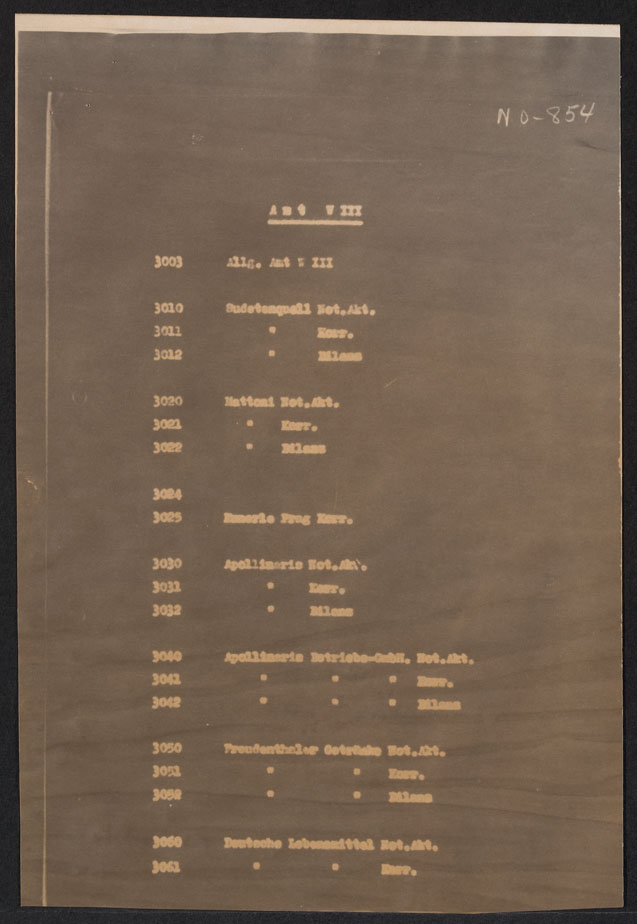 NO-854
Amt W III
3003 Allg. Amt W III
3010 Sudetenquell Not.Akt.
3011 " Korr.
3012 " Bilanz
3020 Mattoni Not.Akt.
3021 " Korr.
3022 " Bilanz
3024
3025 Prag Korr.
3030 Apollinaris Not.Akt.
3031 " Korr.
3032 " Bilanz
3040 Apollinaris Betriebs-GmbH. Not.Akt.
3041 " " " Korr.
3042 " " " Bilanz
3050 Freudenthaler Getränke Not.Akt.
3051 " " Korr.
3052 " " Bilanz
3060 Deutsche Lebensmittel Not.Akt.
3061 " " Korr.